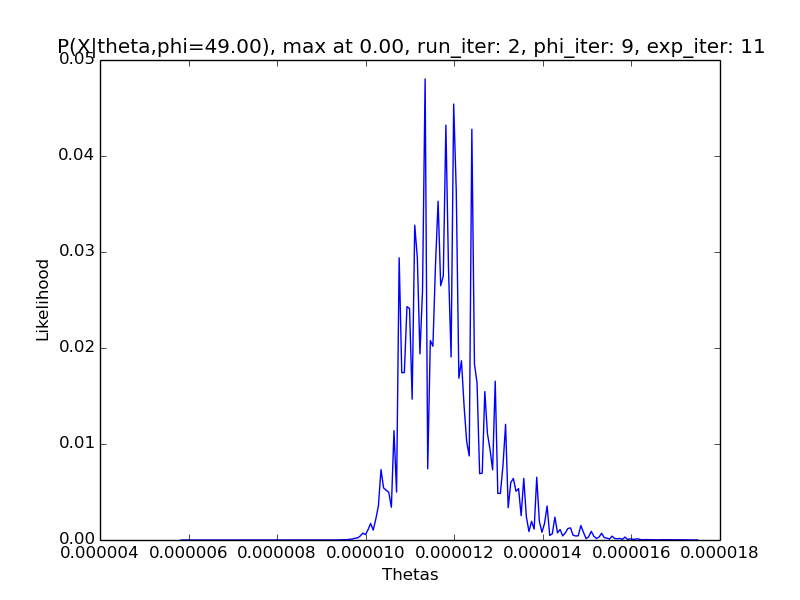 P(X|theta,phi=49.00), max at 0.00, run_iter: 2, phi_iter: 9, exp_iter: 11
0.05
0.04
0.03
0.02
0.01
0.00
Likelihood
0.000004 0.000006 0.000008 0.000010 0.000012 0.000014 0.000016 0.000018
Thetas